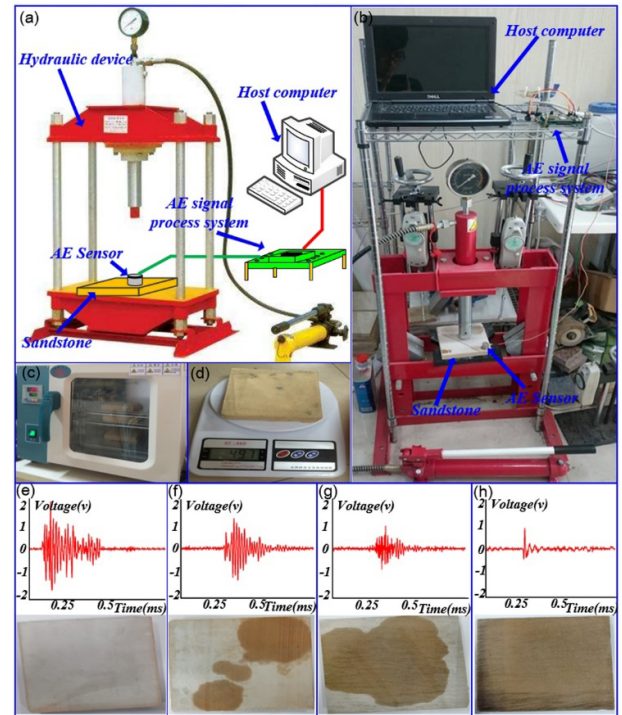 (a)
Hydraulic device
Host computer
AE signal
process system
AE Sensor
Sandstone
(b)
Host computer
DELL
AE signal
process system
Sandstone
AE Sensor
(c)
(d)
(e)
2
Voltage(v)
1
0
-1
-2
0.25
0.5
Time(ms)
(f)
2
Voltage(v)
1
0
-1
-2
0.25
0.5
Time(ms)
(g)
2
Voltage(v)
1
0
-1
-2
0.25
0.5
Time(ms)
(h)
2
Voltage(v)
1
0
-1
-2
0.25
0.5
Time(ms)